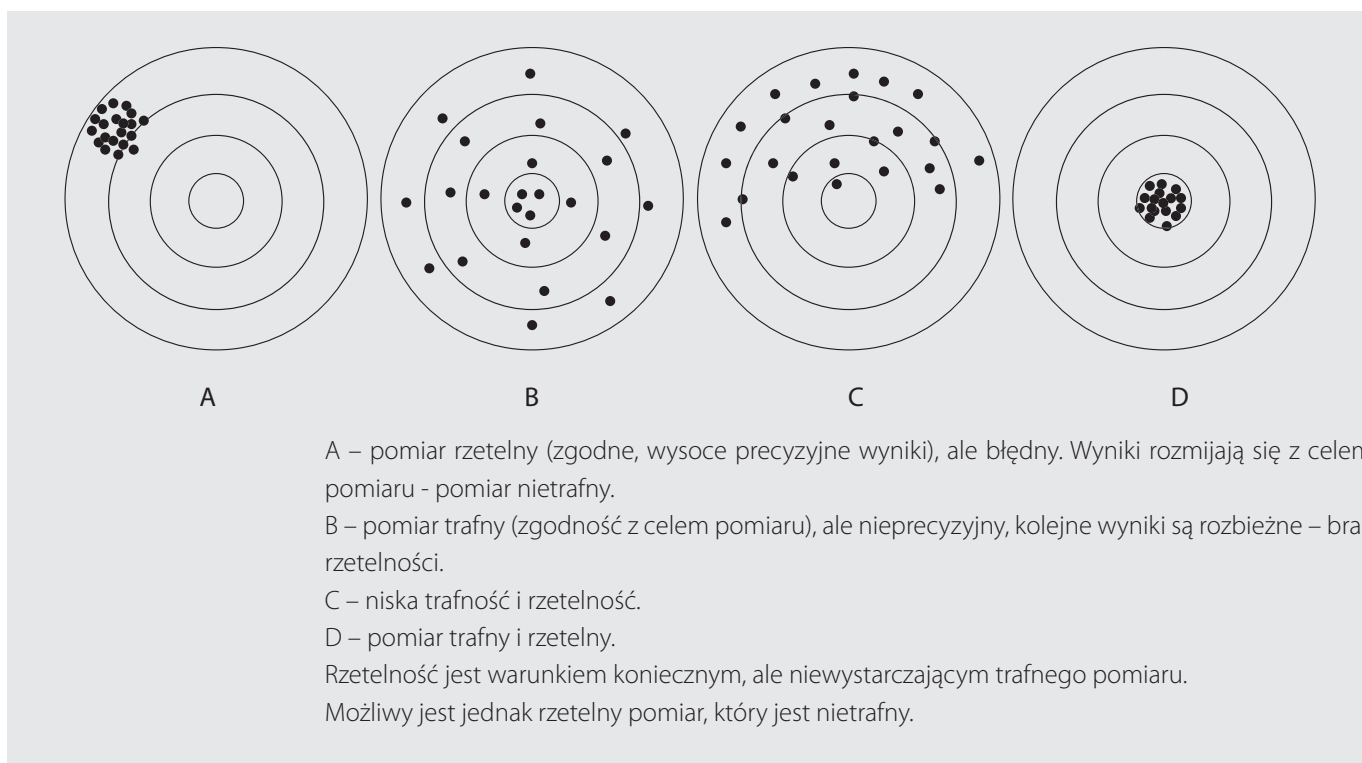 A B C D
A – pomiar rzetelny (zgodne, wysoce precyzyjne wyniki), ale błędny. Wyniki rozmijają się z celem
pomiaru - pomiar nietrafny.
B – pomiar trafny (zgodność z celem pomiaru), ale nieprecyzyjny, kolejne wyniki są rozbieżne – bra
rzetelności.
C – niska trafność i rzetelność.
D – pomiar trafny i rzetelny.
Rzetelność jest warunkiem koniecznym, ale niewystarczającym trafnego pomiaru.
Możliwy jest jednak rzetelny pomiar, który jest nietrafny.